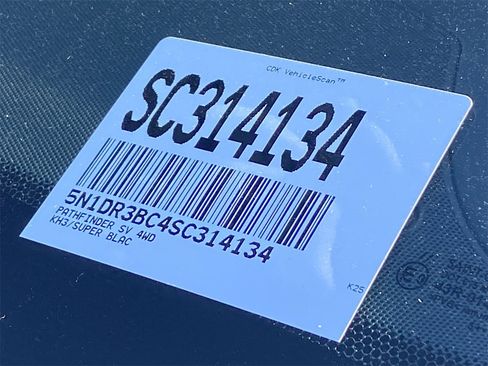 CDK VehicleScan™
SC314134
5N1DR3BC4SC314134
PATHFINDER SV 4WD
KH3/SUPER BLAC
K25